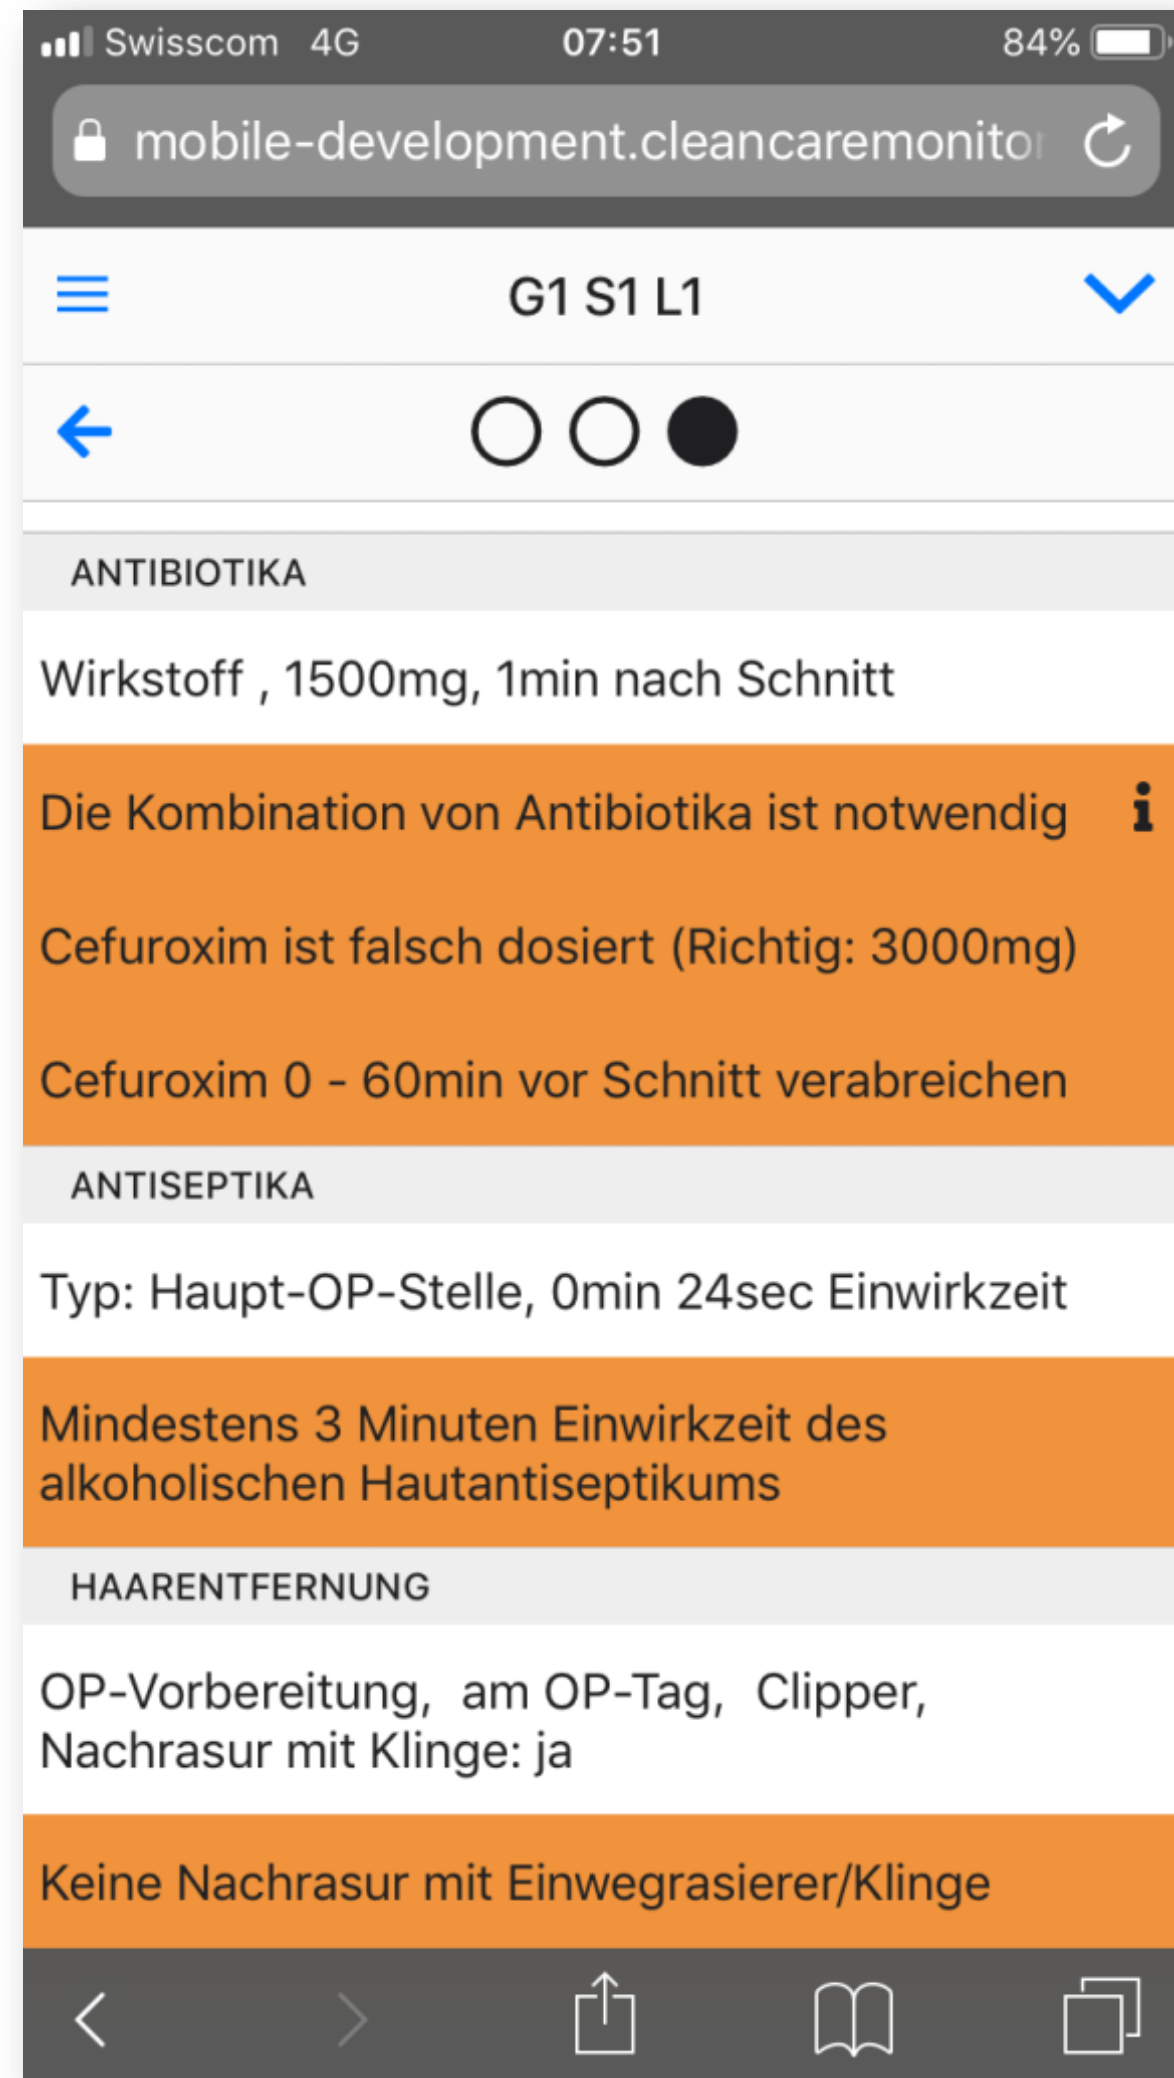 Swisscom 4G 07:51 84%
mobile-development.cleancaremonitor
G1 S1 L1
ANTIBIOTIKA
Wirkstoff , 1500mg, 1min nach Schnitt
Die Kombination von Antibiotika ist notwendig i
Cefuroxim ist falsch dosiert (Richtig: 3000mg)
Cefuroxim 0 - 60min vor Schnitt verabreichen
ANTISEPTIKA
Typ: Haupt-OP-Stelle, 0min 24sec Einwirkzeit
Mindestens 3 Minuten Einwirkzeit des
alkoholischen Hautantiseptikums
HAARENTFERNUNG
OP-Vorbereitung, am OP-Tag, Clipper,
Nachrasur mit Klinge: ja
Keine Nachrasur mit Einwegrasierer/Klinge